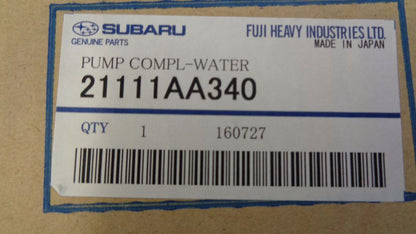 SUBARU
GENUINE PARTS
FUJI HEAVY INDUSTRIES LTD.
MADE IN JAPAN
PUMP COMPL-WATER
21111AA340
QTY 1 160727